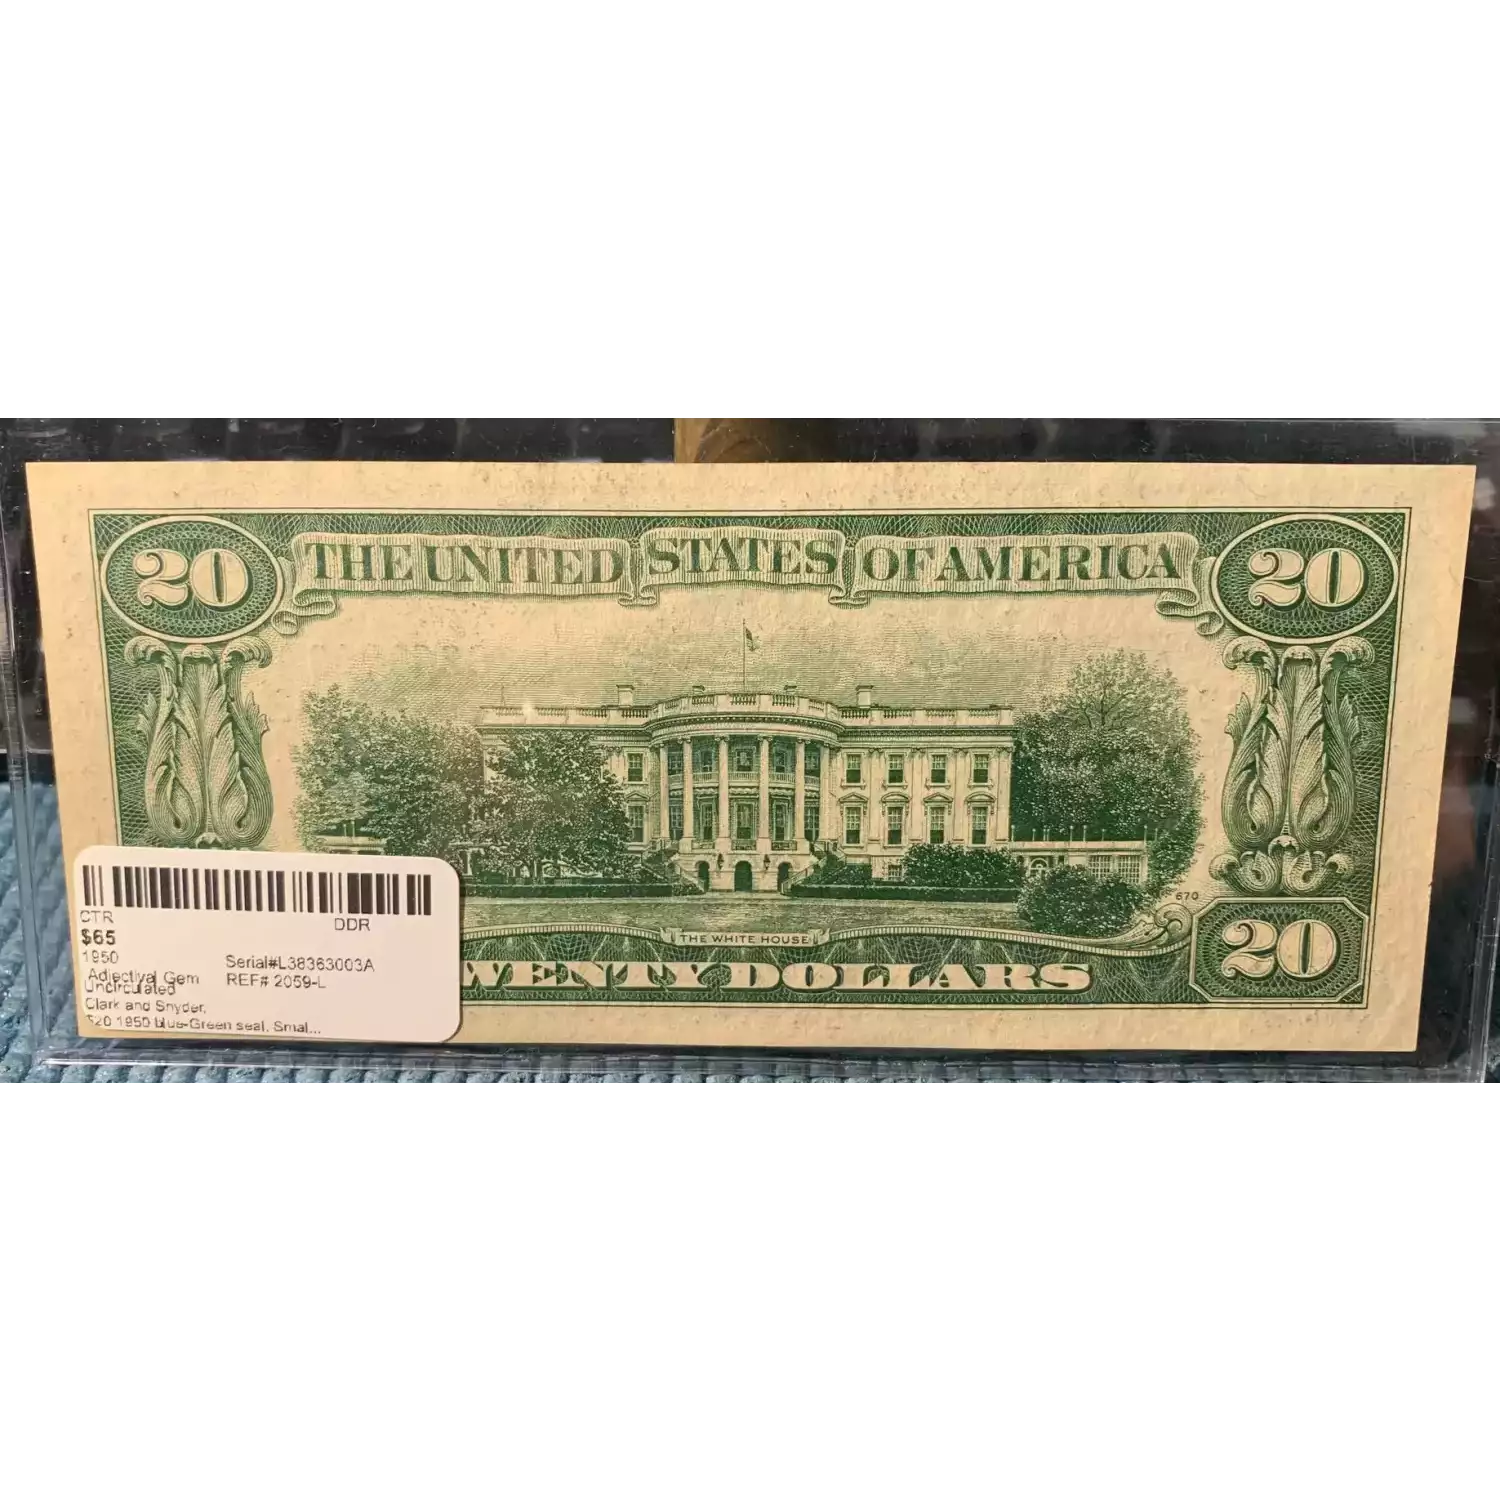 20 THE UNITED STATES OF AMERICA 20
670
THE WHITE HOUSE
WENTY DOLLARS 20
CTR DDR
$65
1950 Serial#L38363003A
Adjectival Gem REF# 2059-L
Uncirculated
Clark and Snyder,
$20 1950 blue-Green seal, Smal...